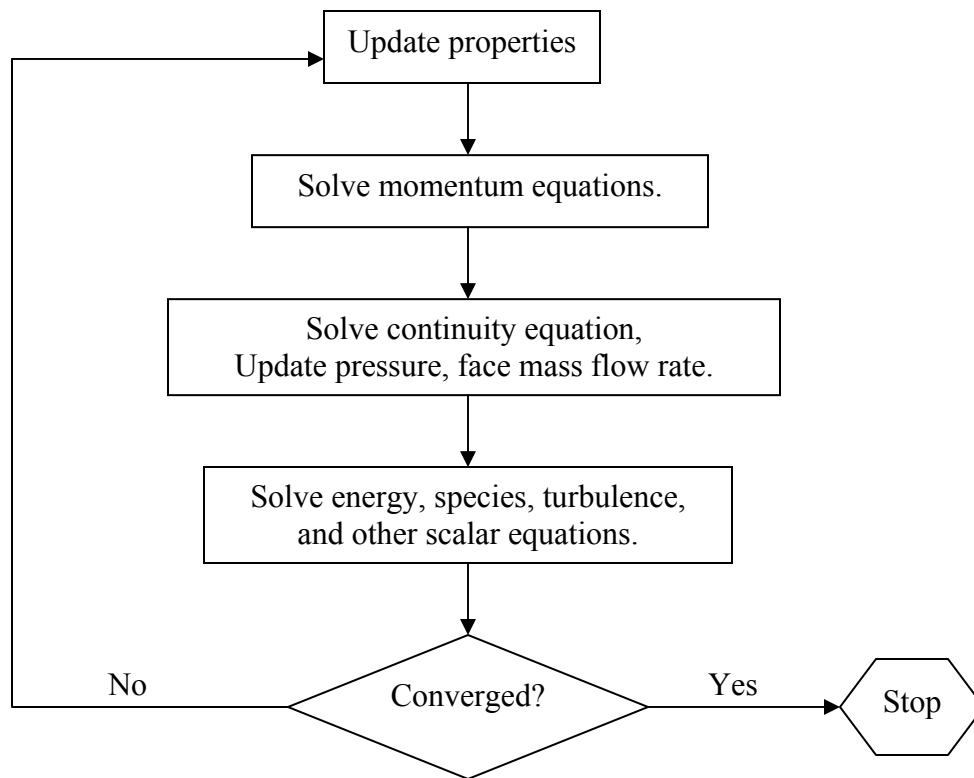 Update properties
Solve momentum equations.
Solve continuity equation,
Update pressure, face mass flow rate.
Solve energy, species, turbulence,
and other scalar equations.
No
Converged?
Yes
Stop